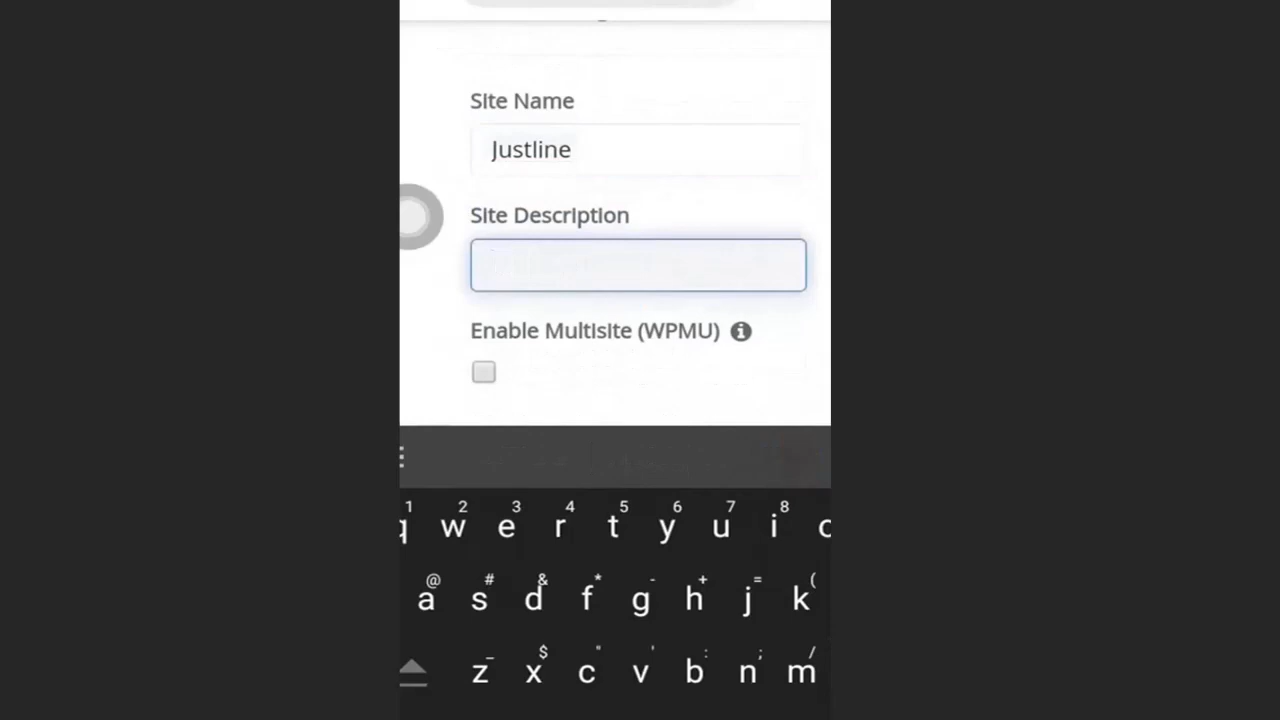 Site Name
Justline
Site Description
Enable Multisite (WPMU)
1 2 3 4 5 6 7 8
q w e r t y u i o
@ # & * - + = (
a s d f g h j k
_ $ " ' : ; /
z x c v b n m